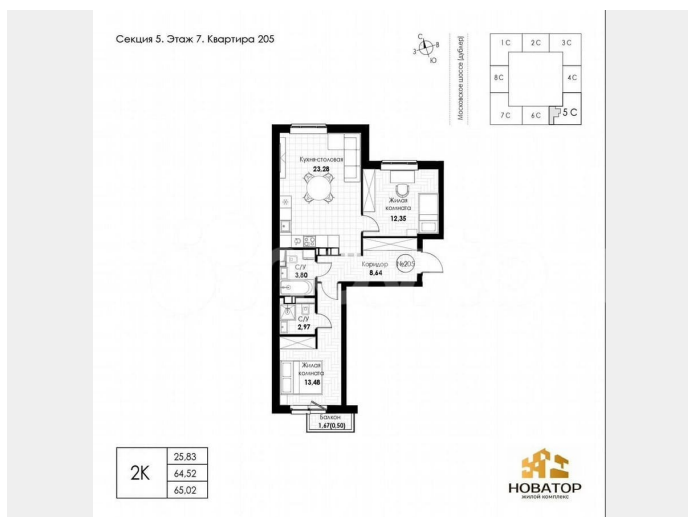 Секция 5. Этаж 7. Квартира 205
С
З В
Ю
Московское шоссе (дублер)
1 С 2 С 3 С
8 С 4 С
7 С 6 С 5 С
Кухня-столовая
23,28
Жилая
комната
12,35
С/У
3,80
Коридор
8,64
№205
С/У
2,97
Жилая
комната
13,48
Балкон
1,67(0,50)
2К
25,83
64,52
65,02
НОВАТОР
ЖИЛОЙ КОМПЛЕКС